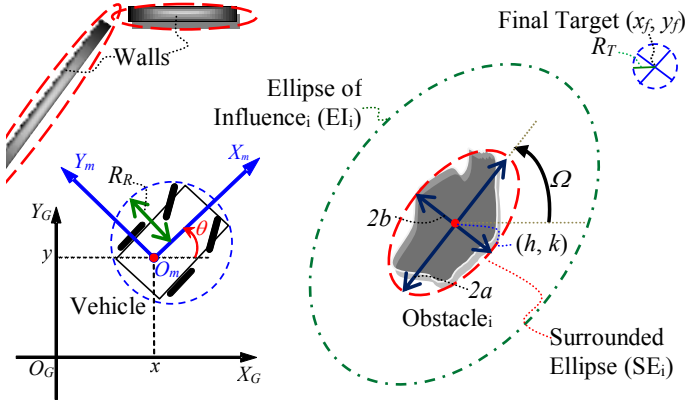 Final Target (x_f, y_f)
R_T
Walls
Ellipse of
Influence_i (EI_i)
Y_m
X_m
R_R
Ω
Y_G
θ
2b
(h, k)
y
O_m
2a
Vehicle
Obstacle_i
Surrounded
Ellipse (SE_i)
O_G
x
X_G